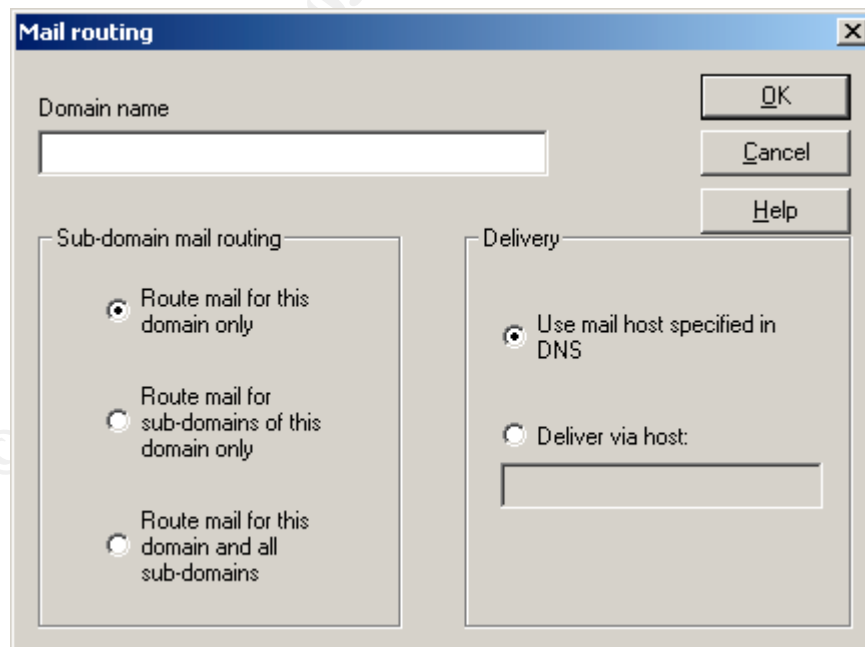 Mail routing
Domain name
OK
Cancel
Help
Sub-domain mail routing
Route mail for this
domain only
Route mail for
sub-domains of this
domain only
Route mail for this
domain and all
sub-domains
Delivery
Use mail host specified in
DNS
Deliver via host: